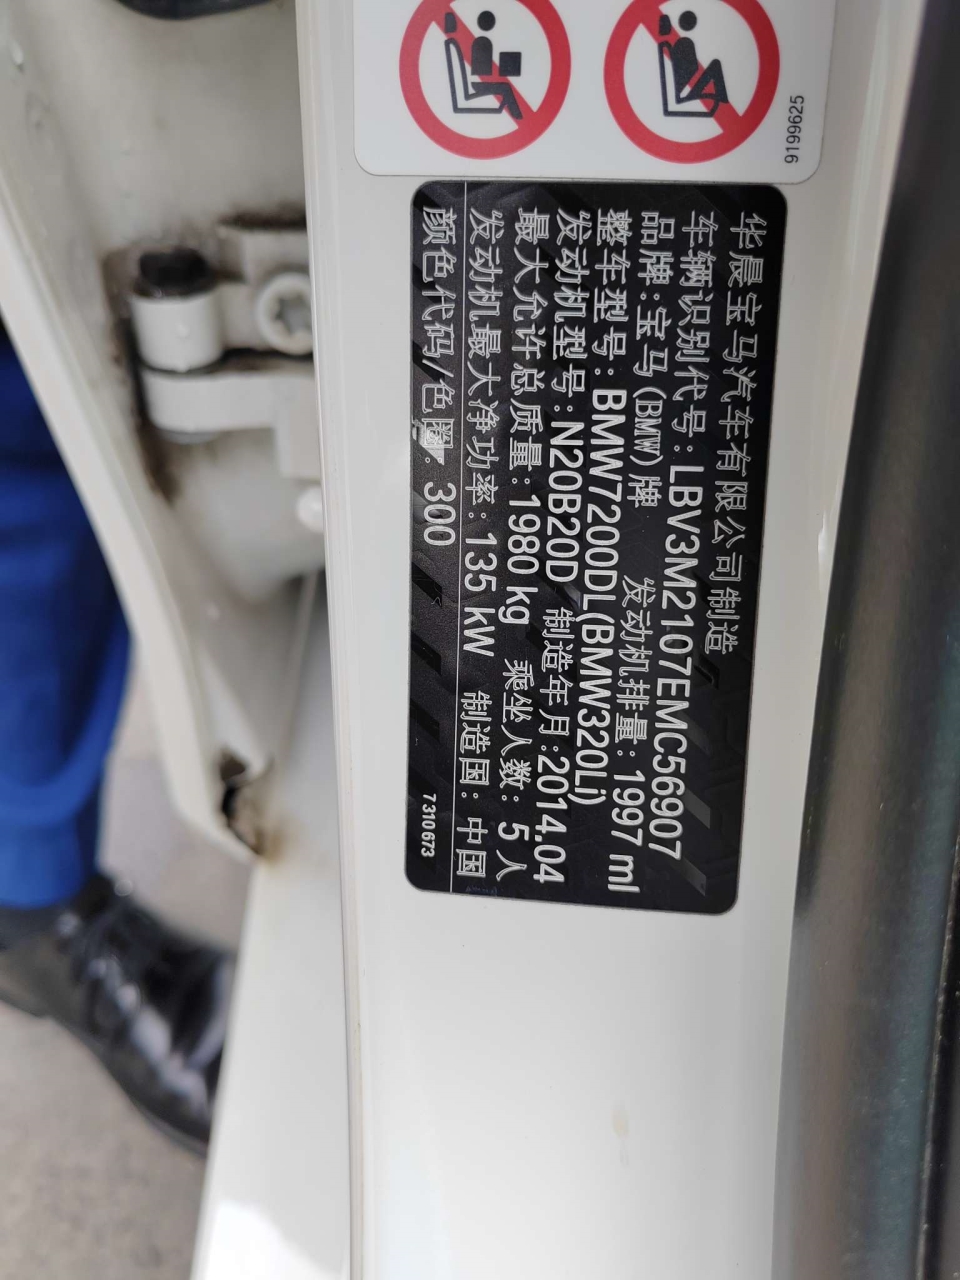 9199625
华晨宝马汽车有限公司制造
车辆识别代号：LBV3M2107EMC56907
品牌：宝马(BMW)牌 发动机排量：1997 ml
整车型号：BMW7200DL(BMW320Li)
发动机型号：N20B20D 制造年月：2014.04
最大允许总质量：1980 kg 乘坐人数：5人
发动机最大净功率：135 kW 制造国：中国
颜色代码/色圈：300
7310673